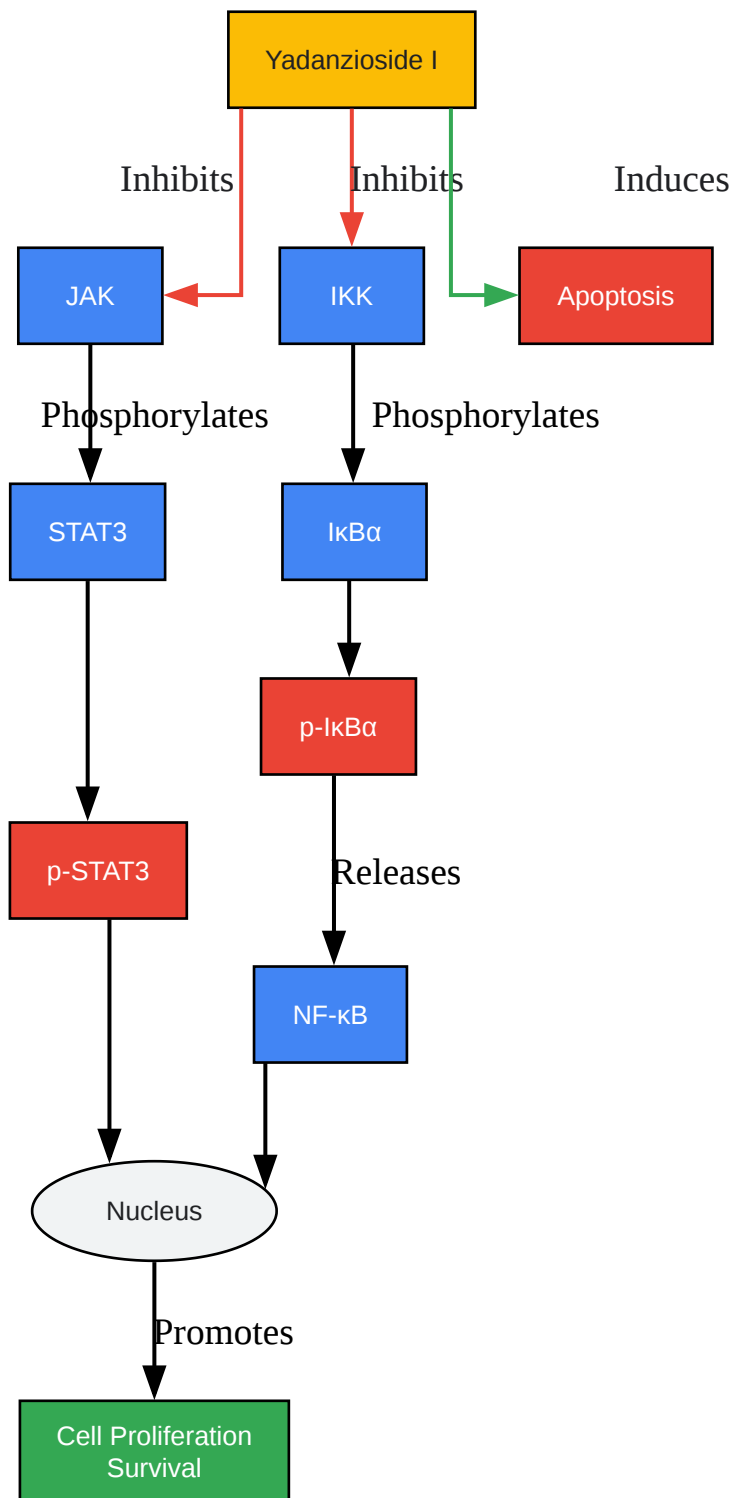 Yadanzioside I
Inhibits
Inhibits
Induces
JAK
IKK
Apoptosis
Phosphorylates
Phosphorylates
STAT3
IκBα
p-IκBα
p-STAT3
Releases
NF-κB
Nucleus
Promotes
Cell Proliferation
Survival